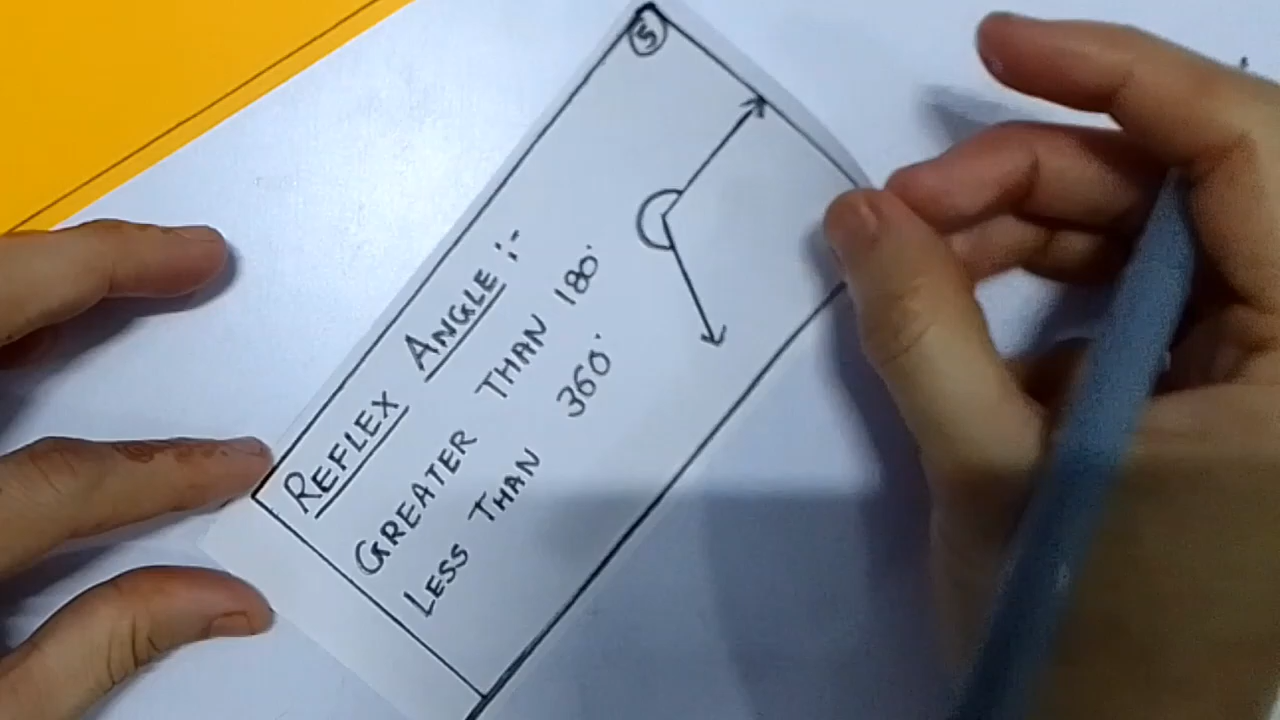 5
REFLEX ANGLE :-
GREATER THAN 180°
LESS THAN 360°